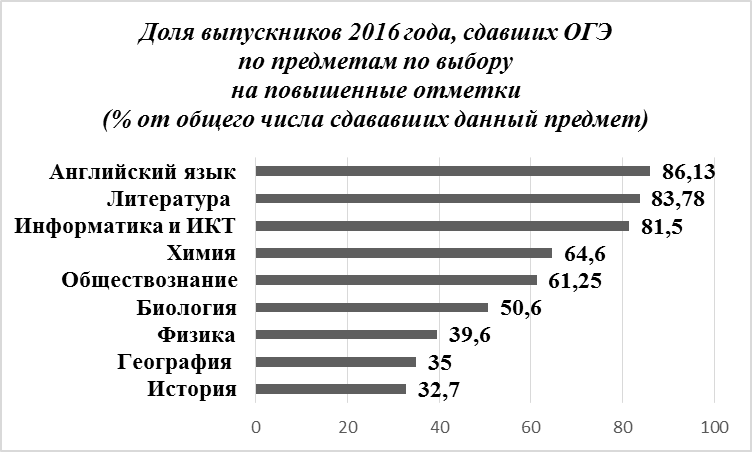 Доля выпускников 2016 года, сдавших ОГЭ
по предметам по выбору
на повышенные отметки
(% от общего числа сдававших данный предмет)
Английский язык 86,13
Литература 83,78
Информатика и ИКТ 81,5
Химия 64,6
Обществознание 61,25
Биология 50,6
Физика 39,6
География 35
История 32,7
0 20 40 60 80 100